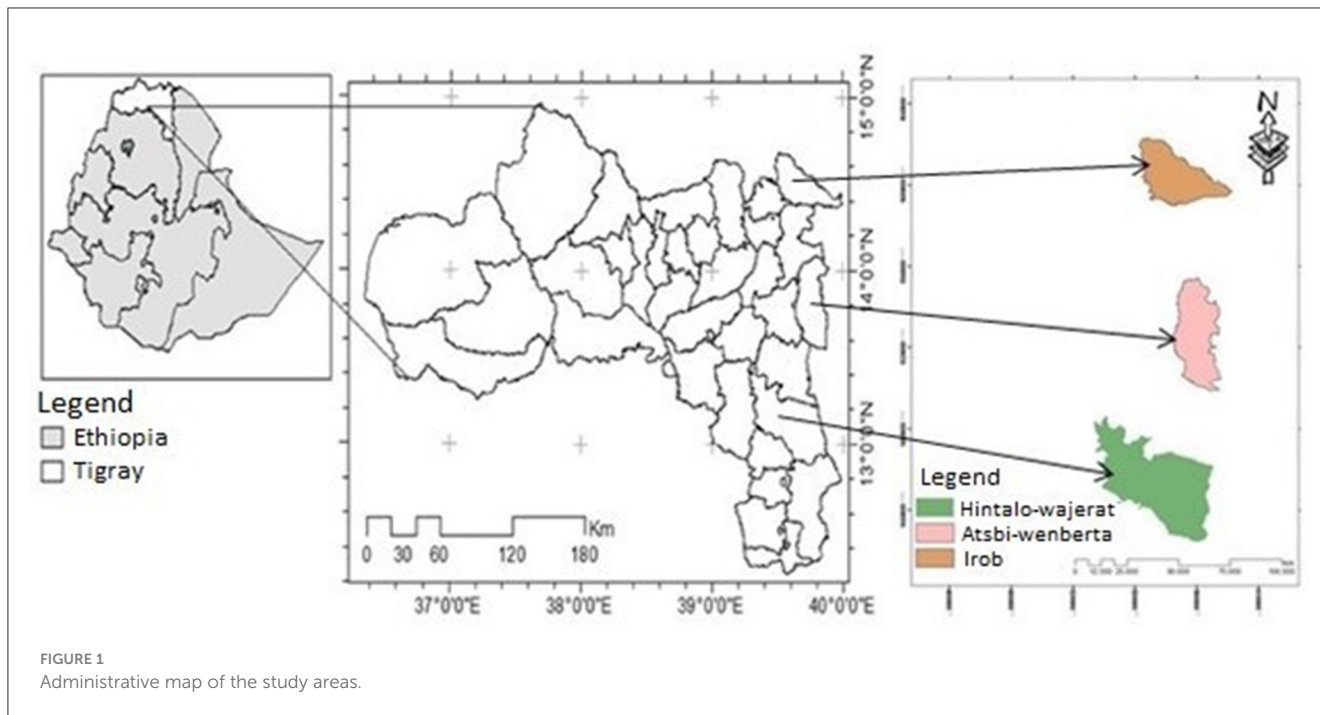 Legend
Ethiopia
Tigray
15°0'0"N
4°0'0"N
13°0'0"N
Km
0 30 60 120 180
37°0'0"E 38°0'0"E 39°0'0"E 40°0'0"E
N
Legend
Hintalo-wajerat
Atsbi-wenberta
Irob
FIGURE 1
Administrative map of the study areas.